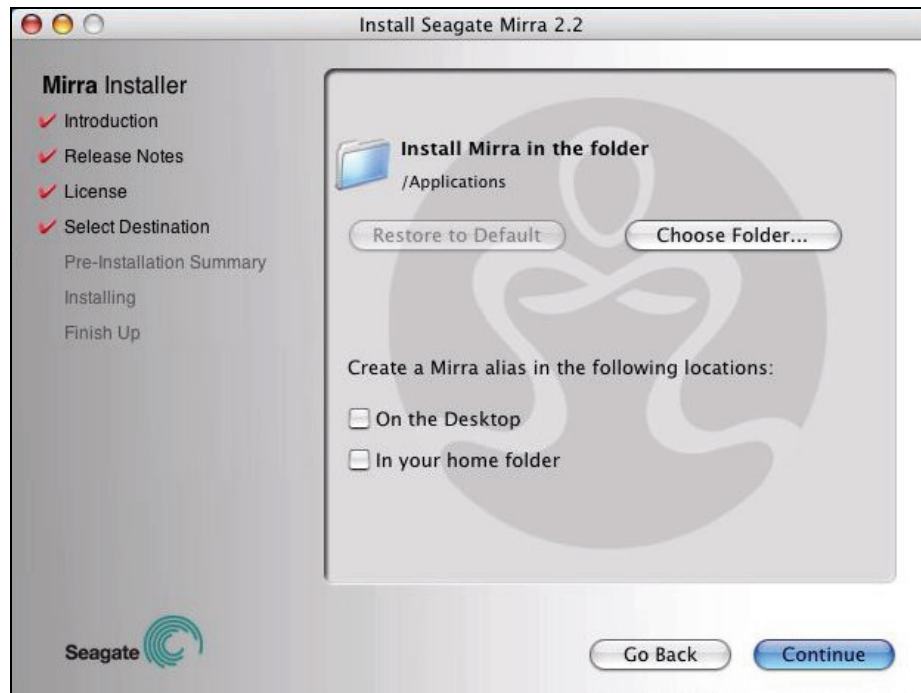 Install Seagate Mirra 2.2
Mirra Installer
Introduction
Release Notes
License
Select Destination
Pre-Installation Summary
Installing
Finish Up
Install Mirra in the folder
/Applications
Restore to Default
Choose Folder...
Create a Mirra alias in the following locations:
On the Desktop
In your home folder
Seagate
Go Back
Continue